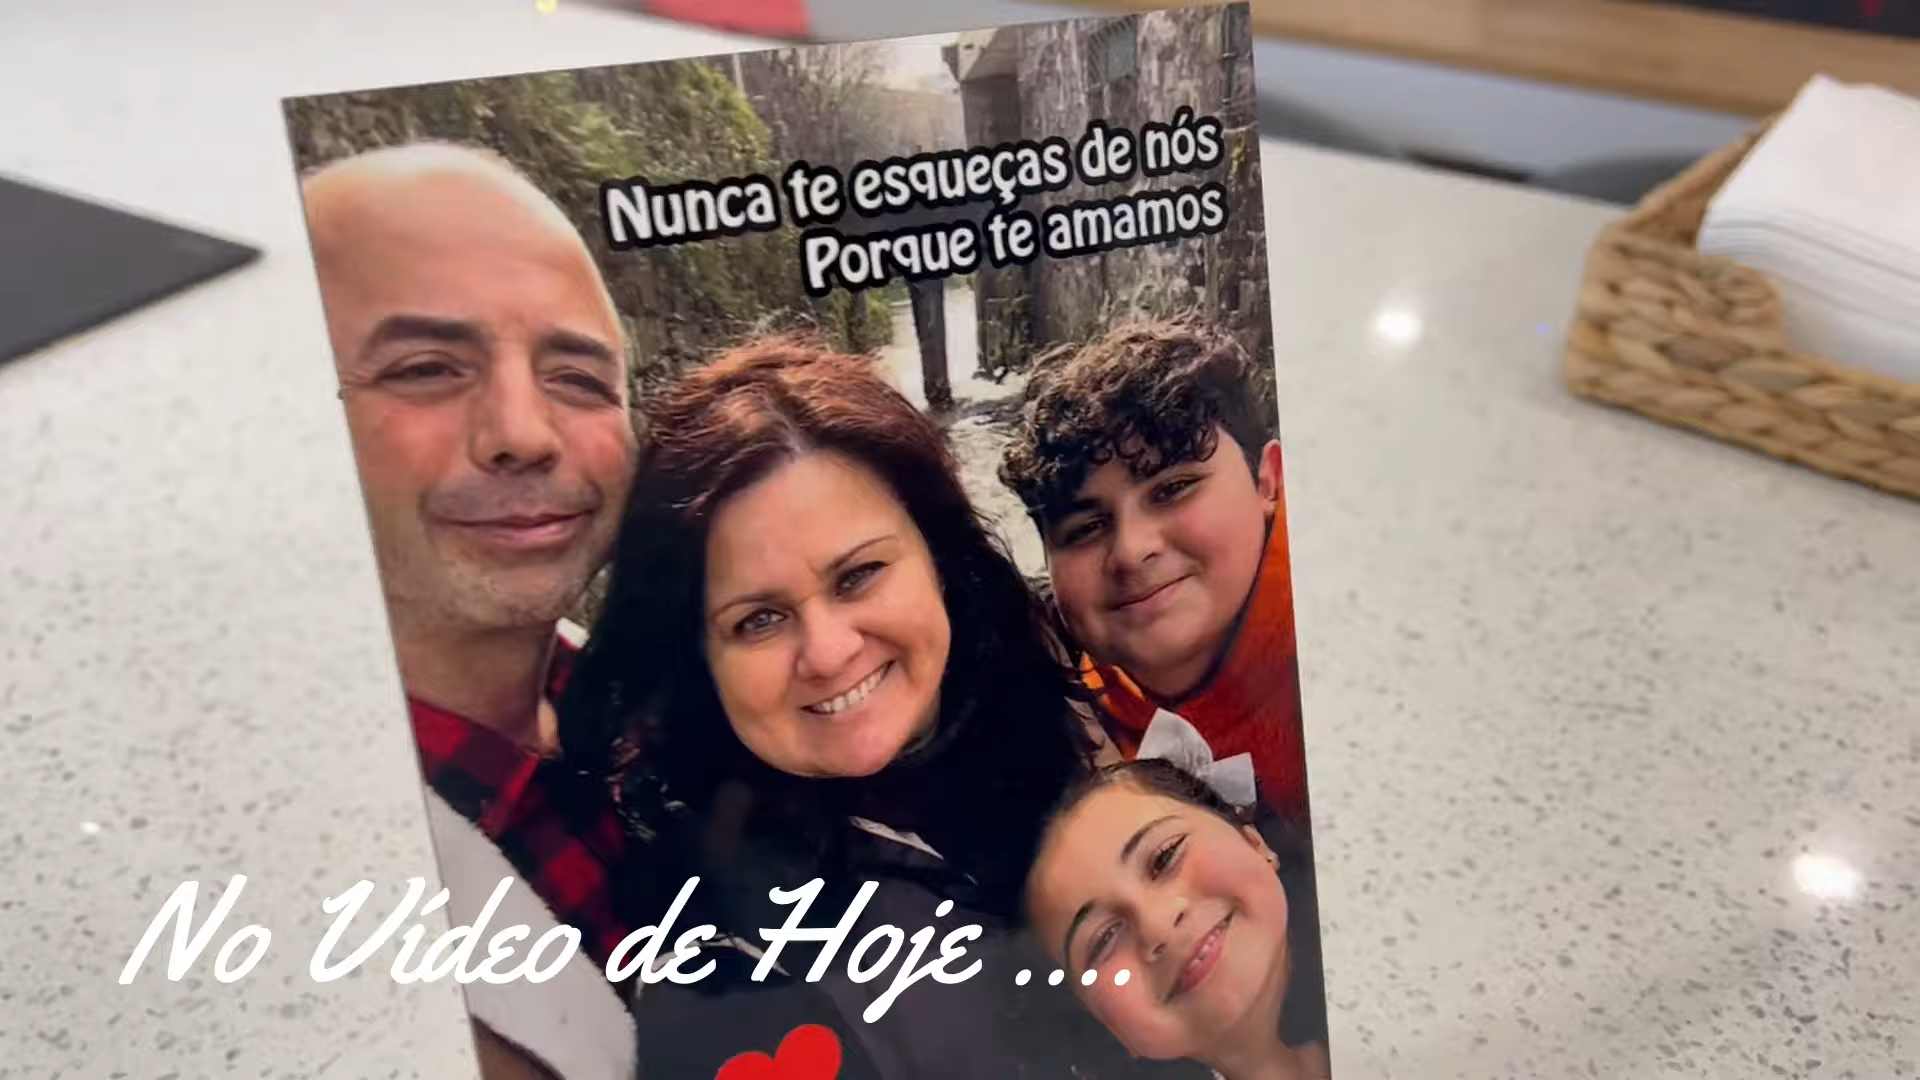 Nunca te esqueças de nós
Porque te amamos
No Vídeo de Hoje ....